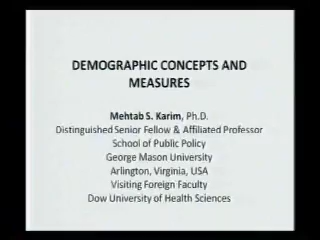 DEMOGRAPHIC CONCEPTS AND
MEASURES
Mehtab S. Karim, Ph.D.
Distinguished Senior Fellow & Affiliated Professor
School of Public Policy
George Mason University
Arlington, Virginia, USA
Visiting Foreign Faculty
Dow University of Health Sciences